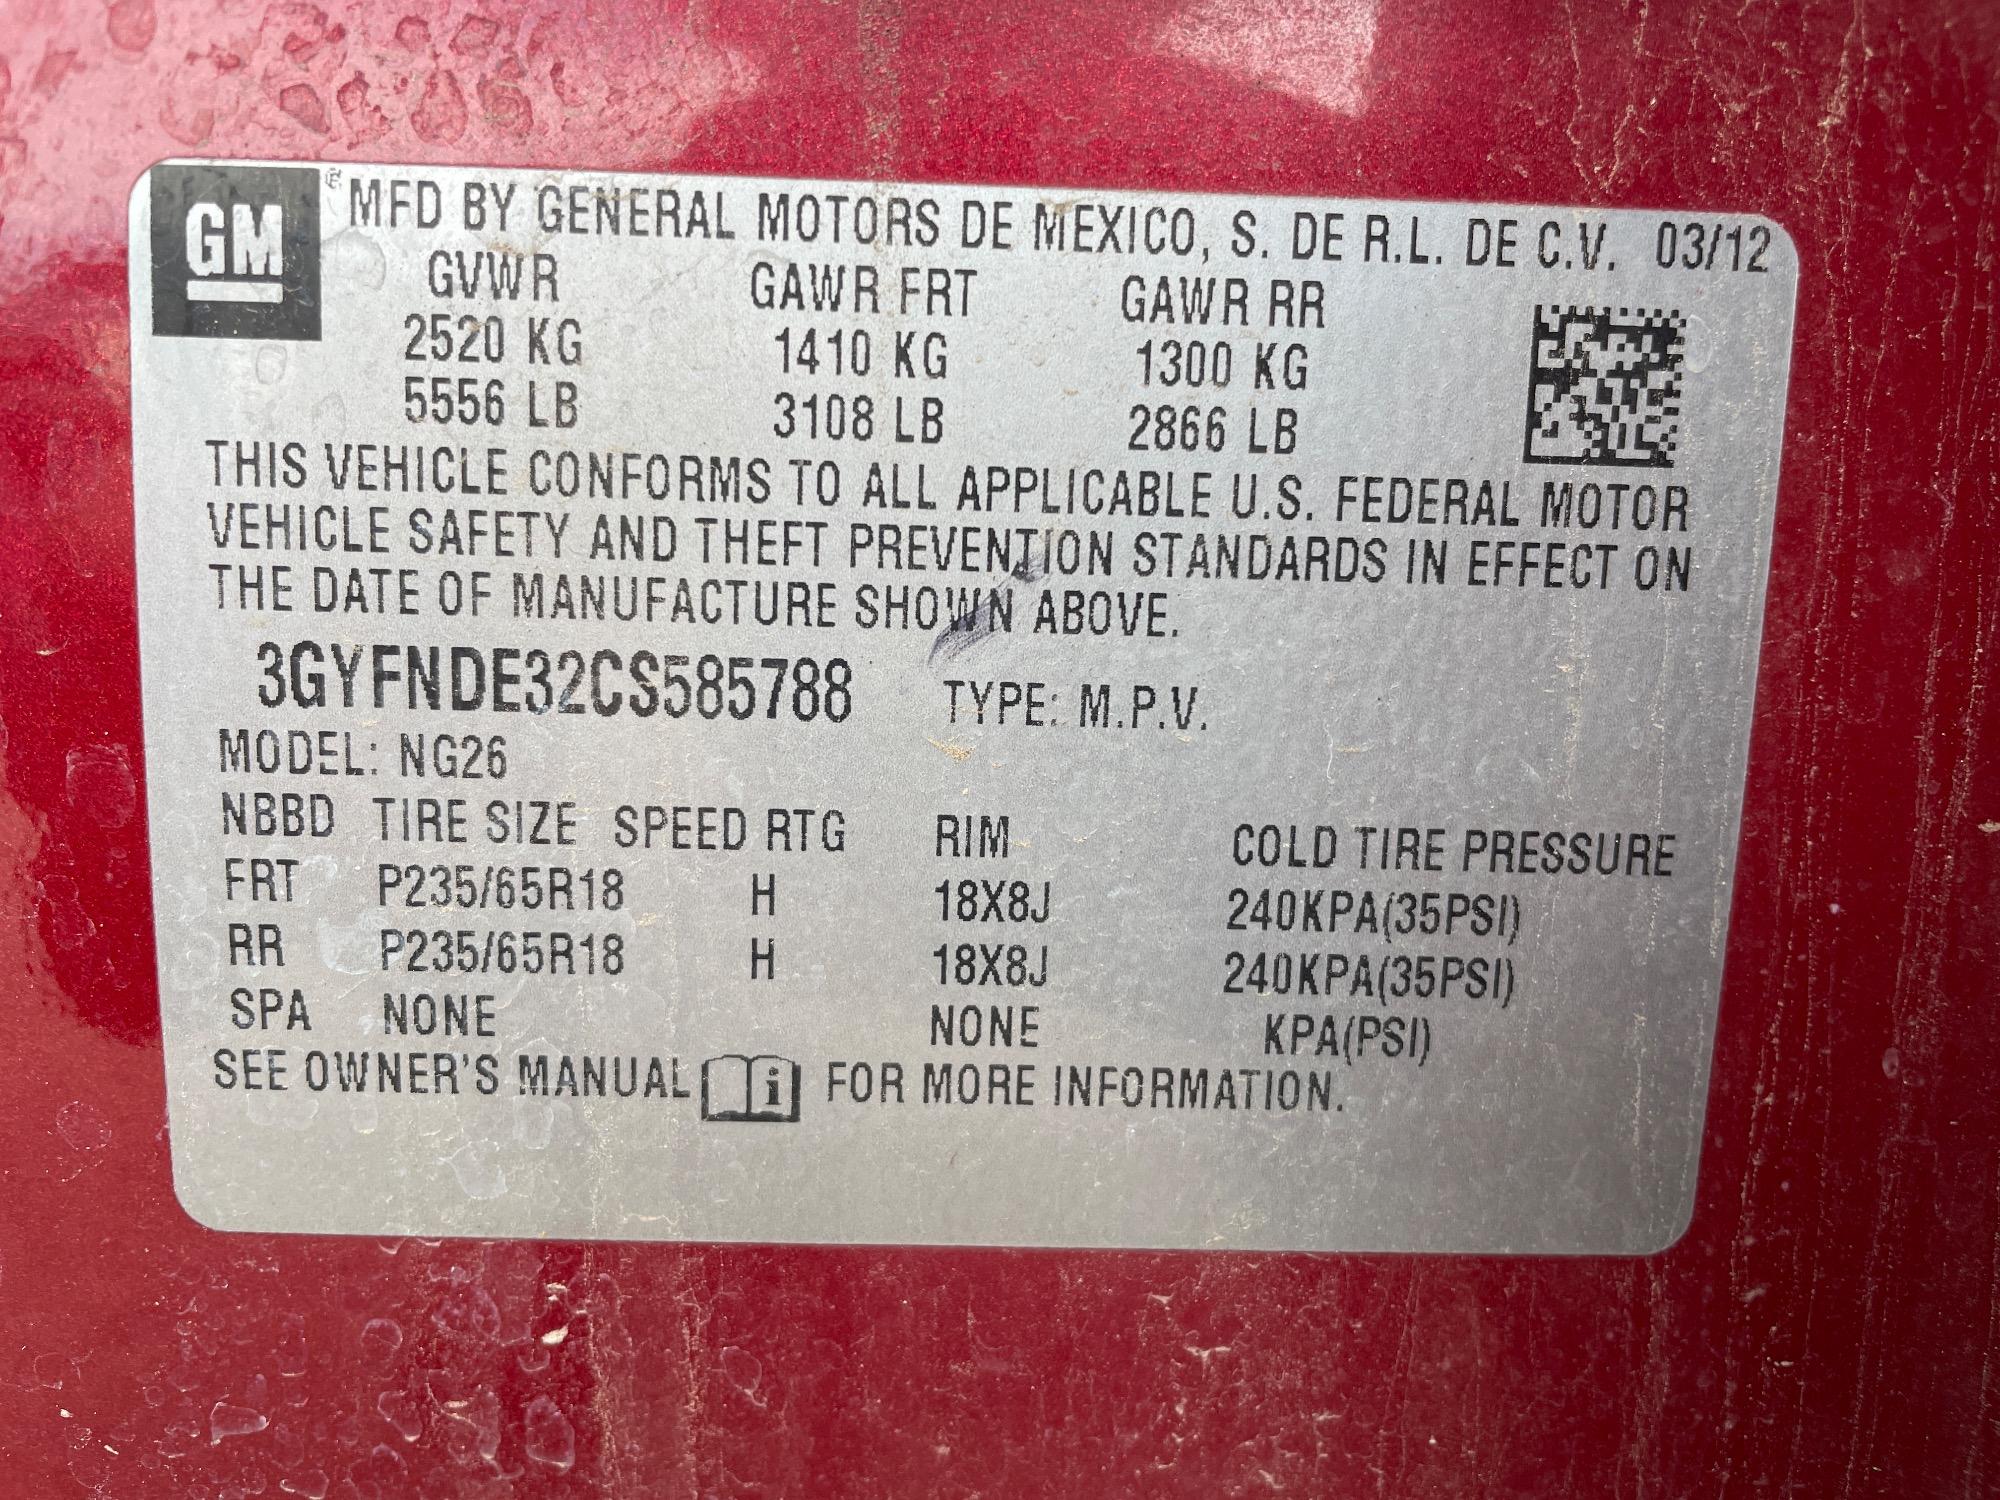 GM MFD BY GENERAL MOTORS DE MEXICO, S. DE R.L. DE C.V. 03/12
GVWR GAWR FRT GAWR RR
2520 KG 1410 KG 1300 KG
5556 LB 3108 LB 2866 LB
THIS VEHICLE CONFORMS TO ALL APPLICABLE U.S. FEDERAL MOTOR
VEHICLE SAFETY AND THEFT PREVENTION STANDARDS IN EFFECT ON
THE DATE OF MANUFACTURE SHOWN ABOVE.
3GYFNDE32CS585788 TYPE: M.P.V.
MODEL: NG26
NBBD TIRE SIZE SPEED RTG RIM COLD TIRE PRESSURE
FRT P235/65R18 H 18X8J 240KPA(35PSI)
RR P235/65R18 H 18X8J 240KPA(35PSI)
SPA NONE NONE KPA(PSI)
SEE OWNER'S MANUAL i FOR MORE INFORMATION.